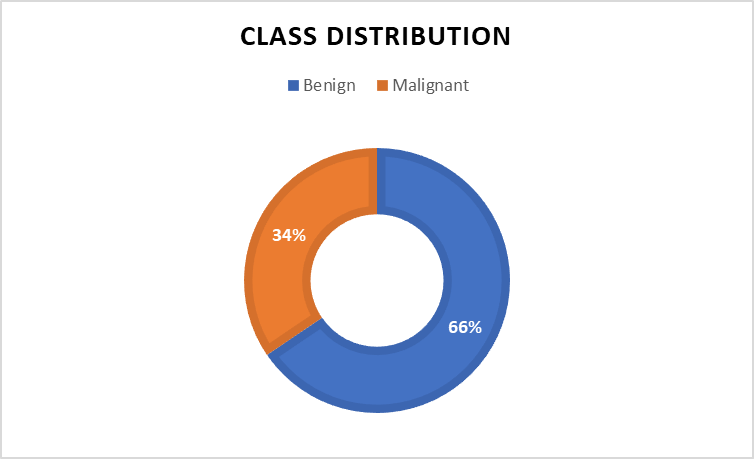 CLASS DISTRIBUTION
Benign Malignant
34%
66%